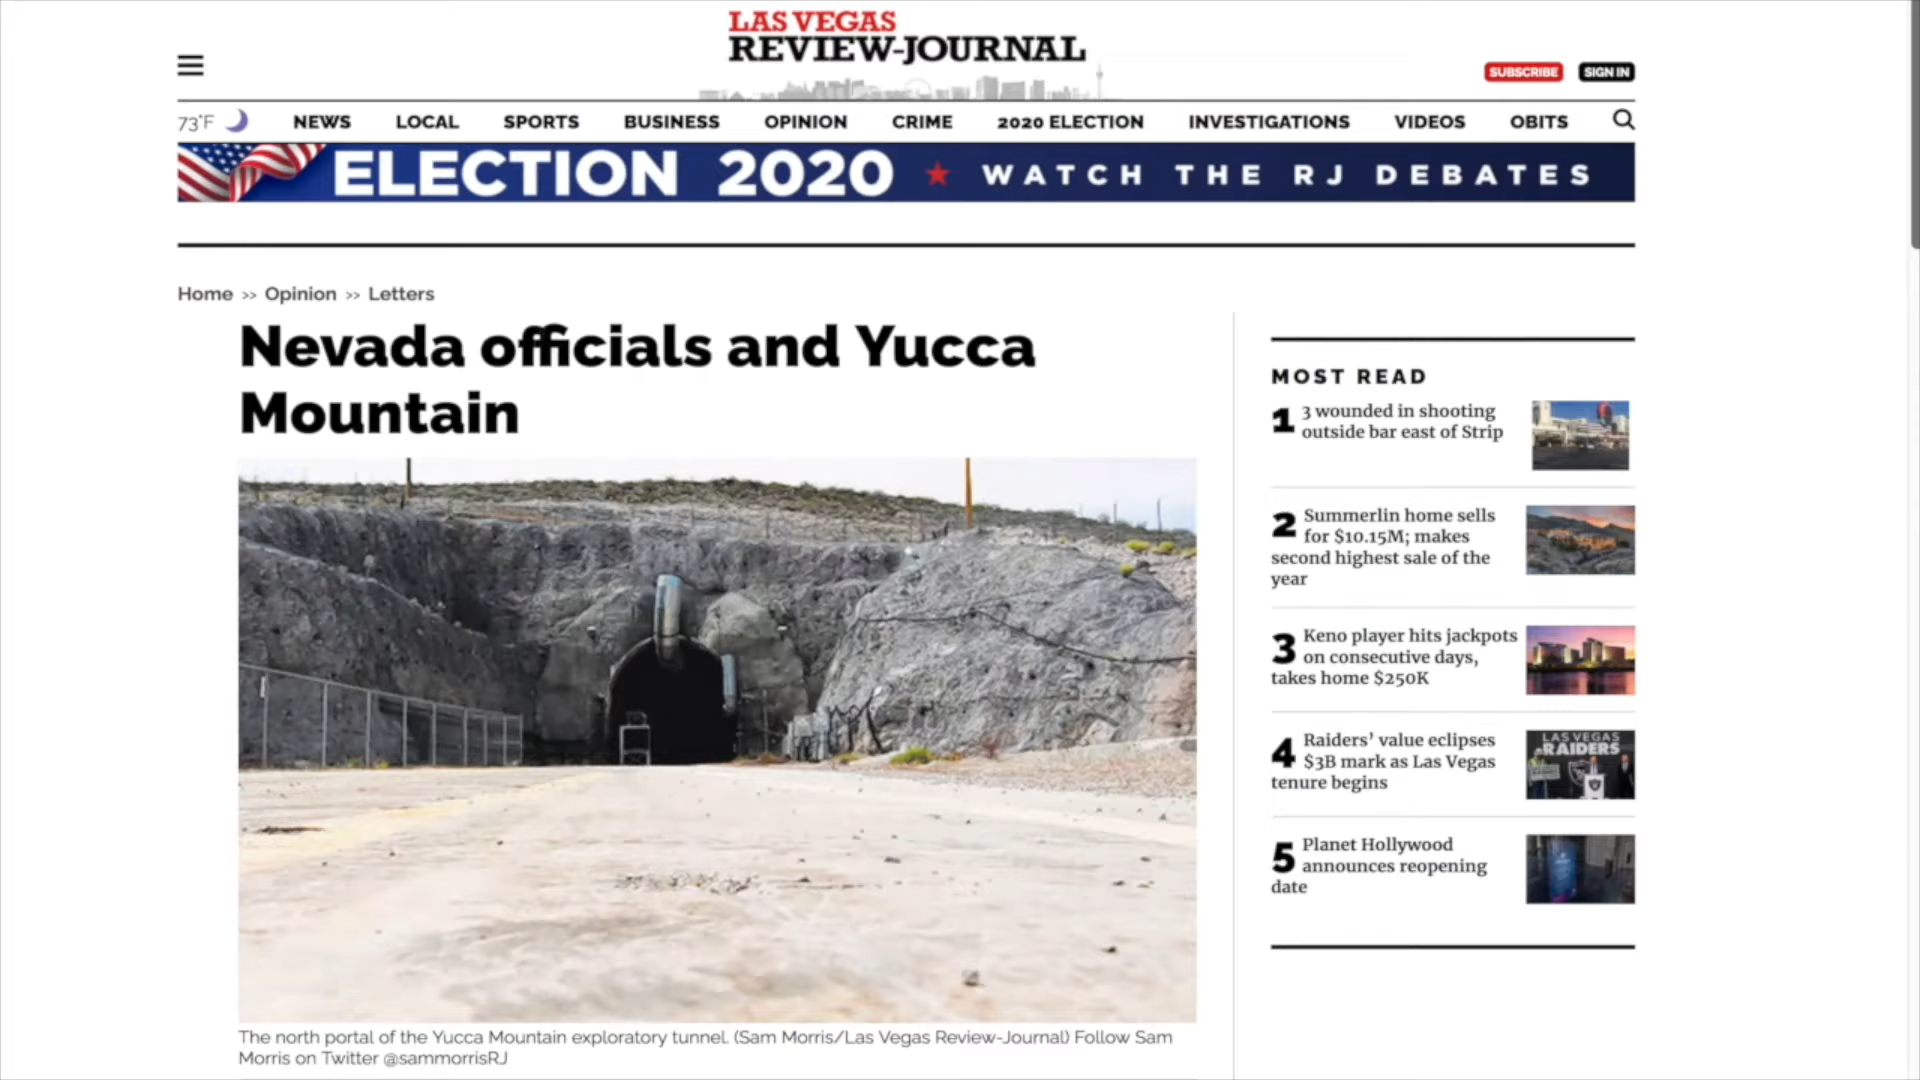 LAS VEGAS
REVIEW-JOURNAL
SUBSCRIBE SIGN IN
73°F NEWS LOCAL SPORTS BUSINESS OPINION CRIME 2020 ELECTION INVESTIGATIONS VIDEOS OBITS
ELECTION 2020 ★ WATCH THE RJ DEBATES
Home >> Opinion >> Letters
Nevada officials and Yucca
Mountain
The north portal of the Yucca Mountain exploratory tunnel. (Sam Morris/Las Vegas Review-Journal) Follow Sam
Morris on Twitter @sammorrisRJ
MOST READ
1 3 wounded in shooting
outside bar east of Strip
2 Summerlin home sells
for $10.15M; makes
second highest sale of the
year
3 Keno player hits jackpots
on consecutive days,
takes home $250K
4 Raiders' value eclipses
$3B mark as Las Vegas
tenure begins
LAS VEGAS
RAIDERS
5 Planet Hollywood
announces reopening
date